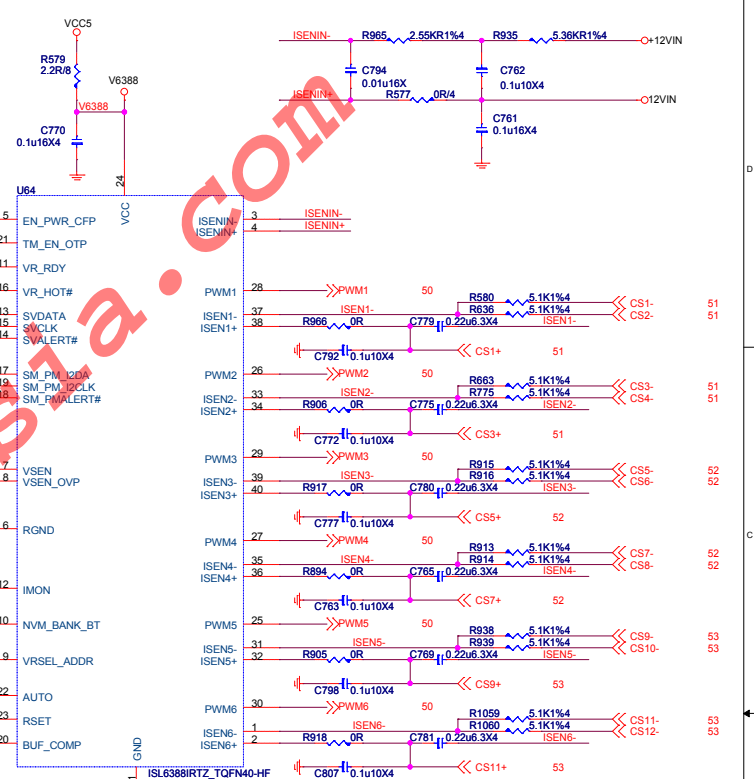 VCC5
R579
2.2R/8
V6388
V6388
C770
0.1u16X4
ISENIN-
R965
2.55KR1%4
R935
5.36KR1%4
+12VIN
C794
0.01u16X
C762
0.1u10X4
ISENIN+
R577
0R/4
12VIN
C761
0.1u16X4
U64
24
VCC
5
EN_PWR_CFP
ISENIN-
3
ISENIN-
ISENIN+
4
ISENIN+
21
TM_EN_OTP
11
VR_RDY
16
VR_HOT#
PWM1
28
PWM1
50
13
SVDATA
15
SVCLK
14
SVALERT#
ISEN1-
37
ISEN1-
ISEN1+
38
R966
0R
C779
0.22u6.3X4
ISEN1-
R580
5.1K1%4
CS1-
51
R636
5.1K1%4
CS2-
51
C792
0.1u10X4
CS1+
51
17
SM_PM_I2DA
19
SM_PM_I2CLK
18
SM_PMALERT#
PWM2
26
PWM2
50
ISEN2-
33
ISEN2-
ISEN2+
34
R906
0R
C775
0.22u6.3X4
ISEN2-
R663
5.1K1%4
CS3-
51
R775
5.1K1%4
CS4-
51
C772
0.1u10X4
CS3+
51
7
VSEN
8
VSEN_OVP
PWM3
29
PWM3
50
ISEN3-
39
ISEN3-
ISEN3+
40
R917
0R
C780
0.22u6.3X4
ISEN3-
R915
5.1K1%4
CS5-
52
R916
5.1K1%4
CS6-
52
C777
0.1u10X4
CS5+
52
6
RGND
PWM4
27
PWM4
50
ISEN4-
35
ISEN4-
ISEN4+
36
R894
0R
C765
0.22u6.3X4
ISEN4-
R913
5.1K1%4
CS7-
52
R914
5.1K1%4
CS8-
52
C763
0.1u10X4
CS7+
52
12
IMON
10
NVM_BANK_BT
PWM5
25
PWM5
50
9
VRSEL_ADDR
ISEN5-
31
ISEN5-
ISEN5+
32
R905
0R
C769
0.22u6.3X4
ISEN5-
R938
5.1K1%4
CS9-
53
R939
5.1K1%4
CS10-
53
C798
0.1u10X4
CS9+
53
22
AUTO
23
RSET
20
BUF_COMP
PWM6
30
PWM6
50
ISEN6-
1
ISEN6-
ISEN6+
2
R918
0R
C781
0.22u6.3X4
ISEN6-
R1059
5.1K1%4
CS11-
53
R1060
5.1K1%4
CS12-
53
C807
0.1u10X4
CS11+
53
GND
ISL6388IRTZ_TQFN40-HF
sia.com
D
C